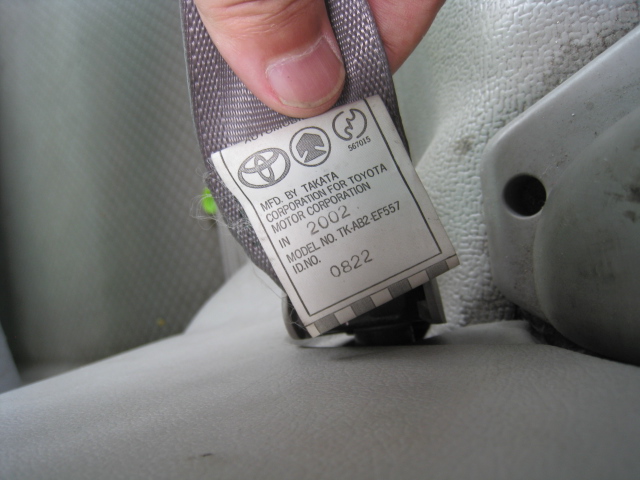 567015
MFD. BY TAKATA
CORPORATION FOR TOYOTA
MOTOR CORPORATION
IN 2002
MODEL NO. TK-AB2-EF557
ID.NO. 0822